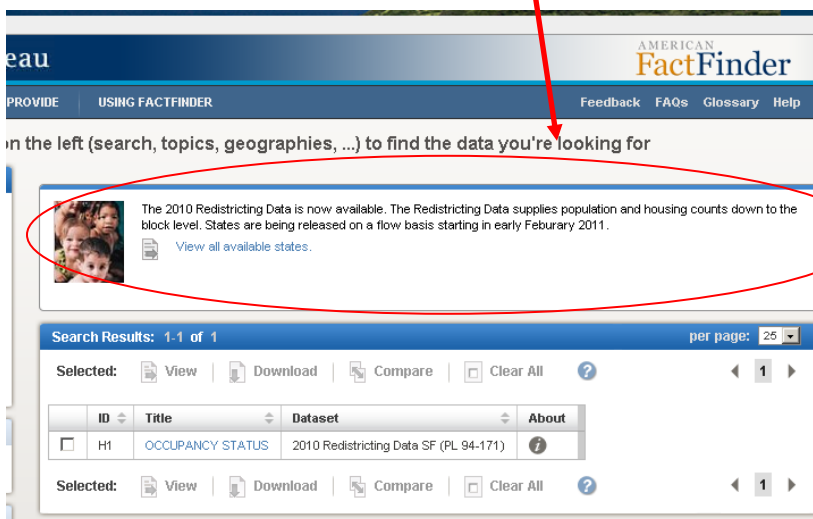 eau
AMERICAN
FactFinder
PROVIDE USING FACTFINDER Feedback FAQs Glossary Help
on the left (search, topics, geographies, ...) to find the data you're looking for
The 2010 Redistricting Data is now available. The Redistricting Data supplies population and housing counts down to the
block level. States are being released on a flow basis starting in early Feburary 2011.
View all available states.
Search Results: 1-1 of 1 per page: 25
Selected: View | Download | Compare | Clear All ? 1
ID Title Dataset About
H1 OCCUPANCY STATUS 2010 Redistricting Data SF (PL 94-171) i
Selected: View | Download | Compare | Clear All ? 1